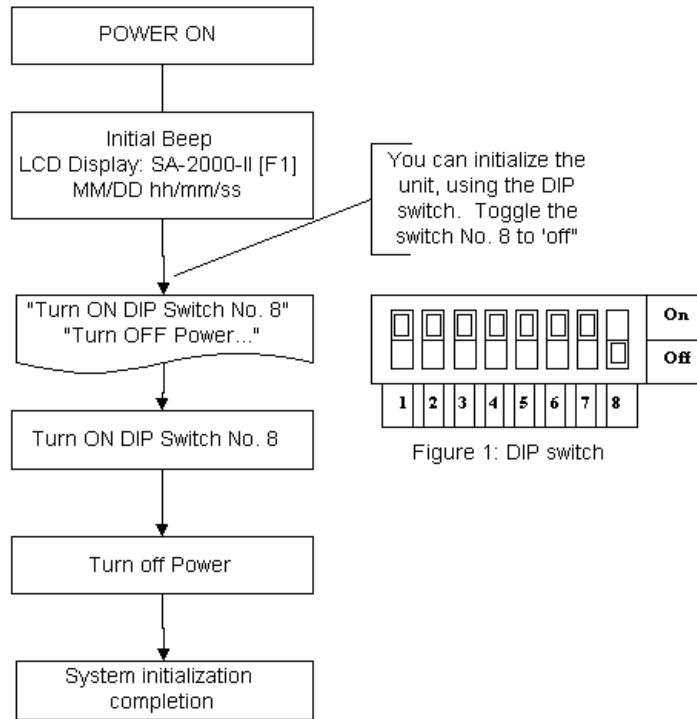 POWER ON
Initial Beep
LCD Display: SA-2000-II [F1]
MM/DD hh/mm/ss
You can initialize the
unit, using the DIP
switch. Toggle the
switch No. 8 to 'off"
"Turn ON DIP Switch No. 8"
"Turn OFF Power..."
On
Off
1 2 3 4 5 6 7 8
Figure 1: DIP switch
Turn ON DIP Switch No. 8
Turn off Power
System initialization
completion